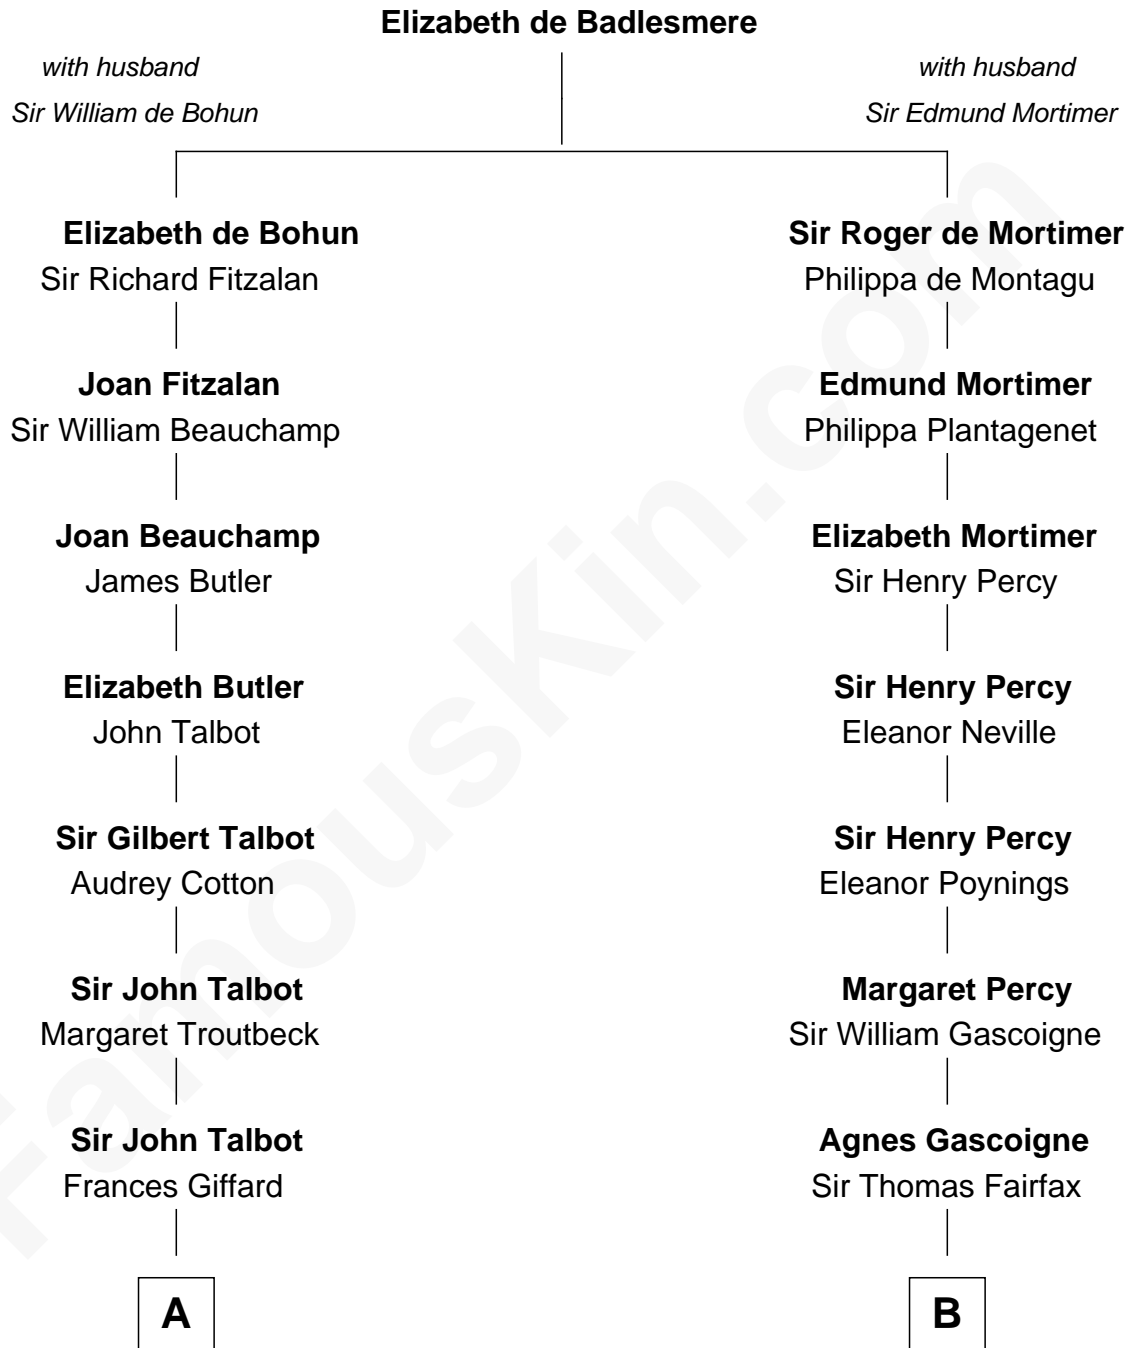 Elizabeth de Badlesmere
with husband
Sir William de Bohun
with husband
Sir Edmund Mortimer
Elizabeth de Bohun
Sir Richard Fitzalan
Sir Roger de Mortimer
Philippa de Montagu
Joan Fitzalan
Sir William Beauchamp
Edmund Mortimer
Philippa Plantagenet
Joan Beauchamp
James Butler
Elizabeth Mortimer
Sir Henry Percy
Elizabeth Butler
John Talbot
Sir Henry Percy
Eleanor Neville
Sir Gilbert Talbot
Audrey Cotton
Sir Henry Percy
Eleanor Poynings
Sir John Talbot
Margaret Troutbeck
Margaret Percy
Sir William Gascoigne
Sir John Talbot
Frances Giffard
Agnes Gascoigne
Sir Thomas Fairfax
A
B
FamousKin.com